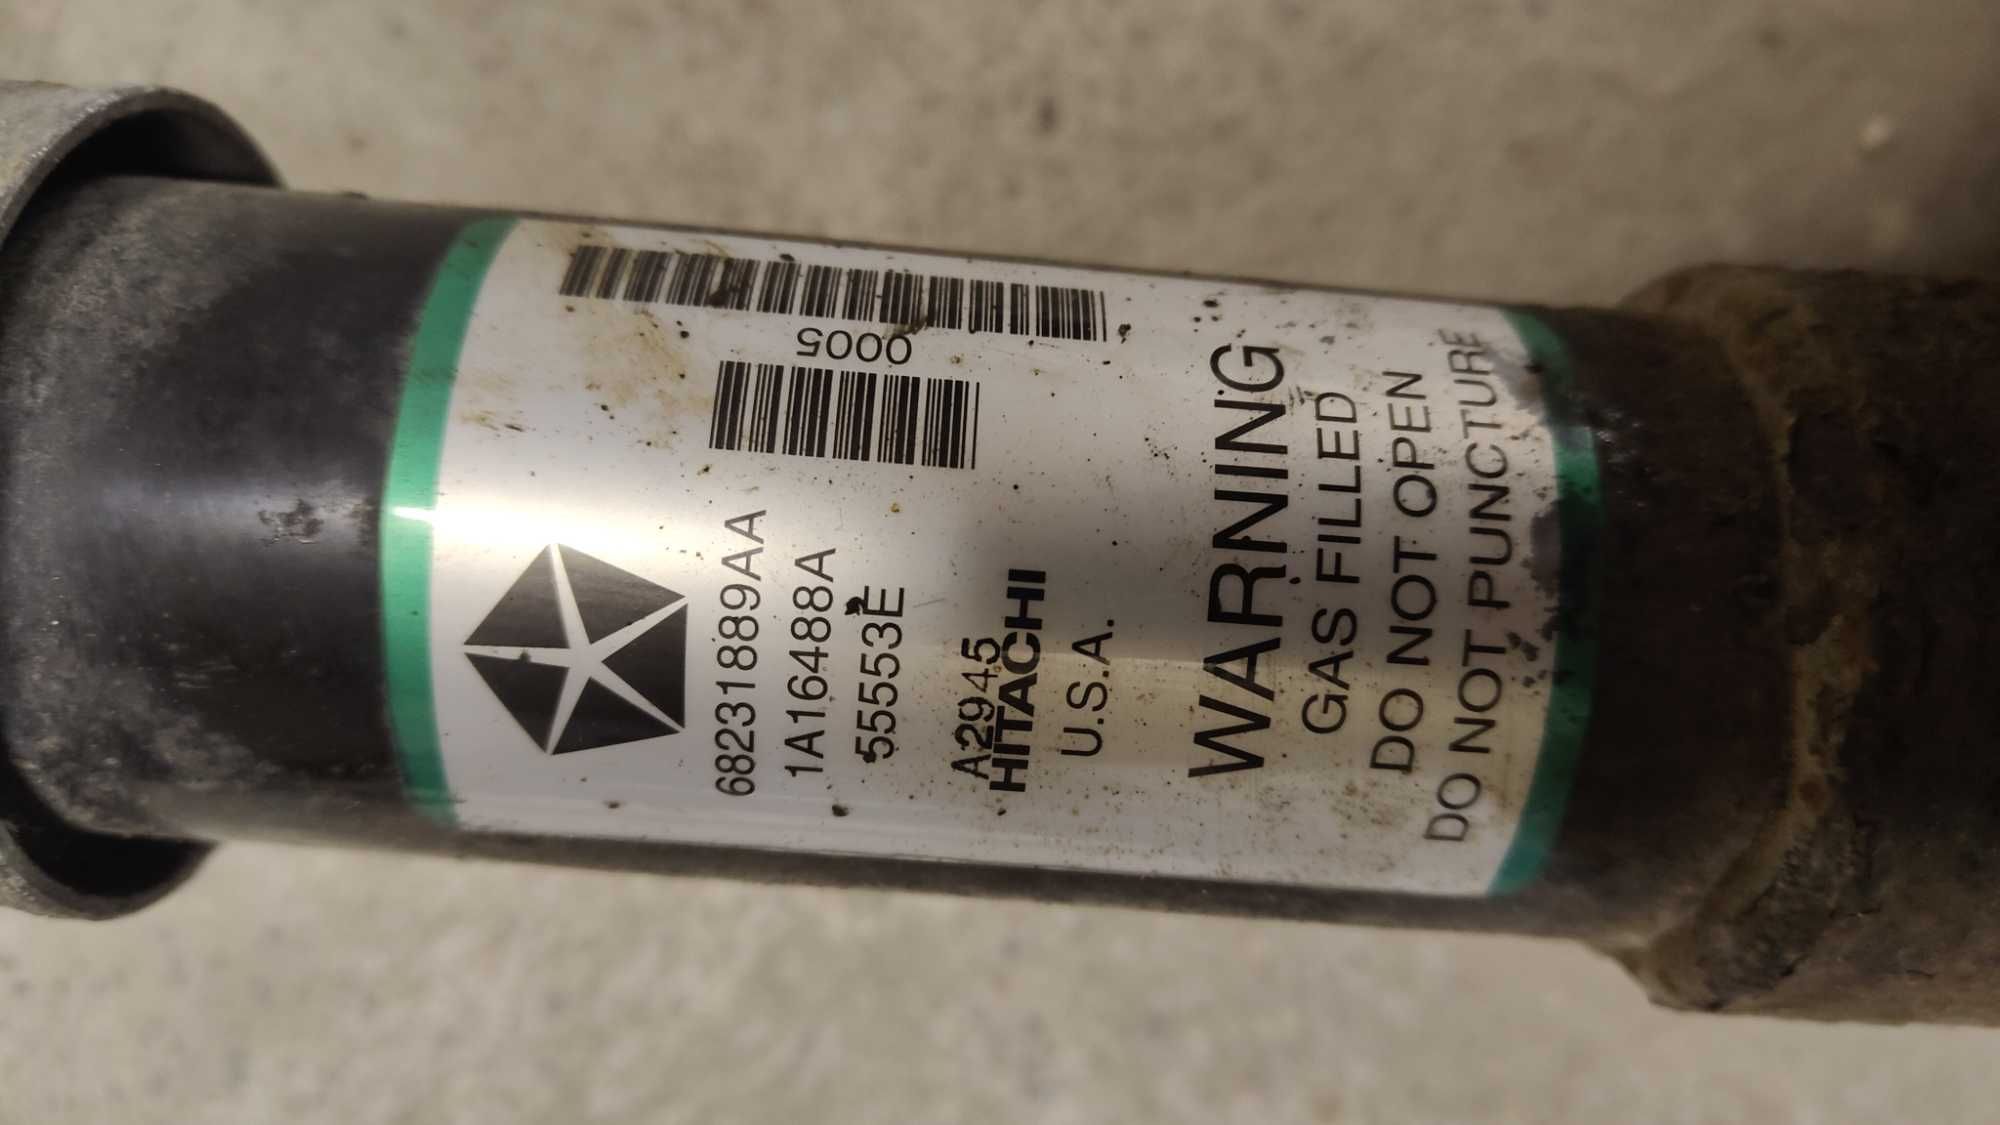 68231889AA
1A16488A
55553E
A2945
HITACHI
U.S.A.
0005
WARNING
GAS FILLED
DO NOT OPEN
DO NOT PUNCTURE